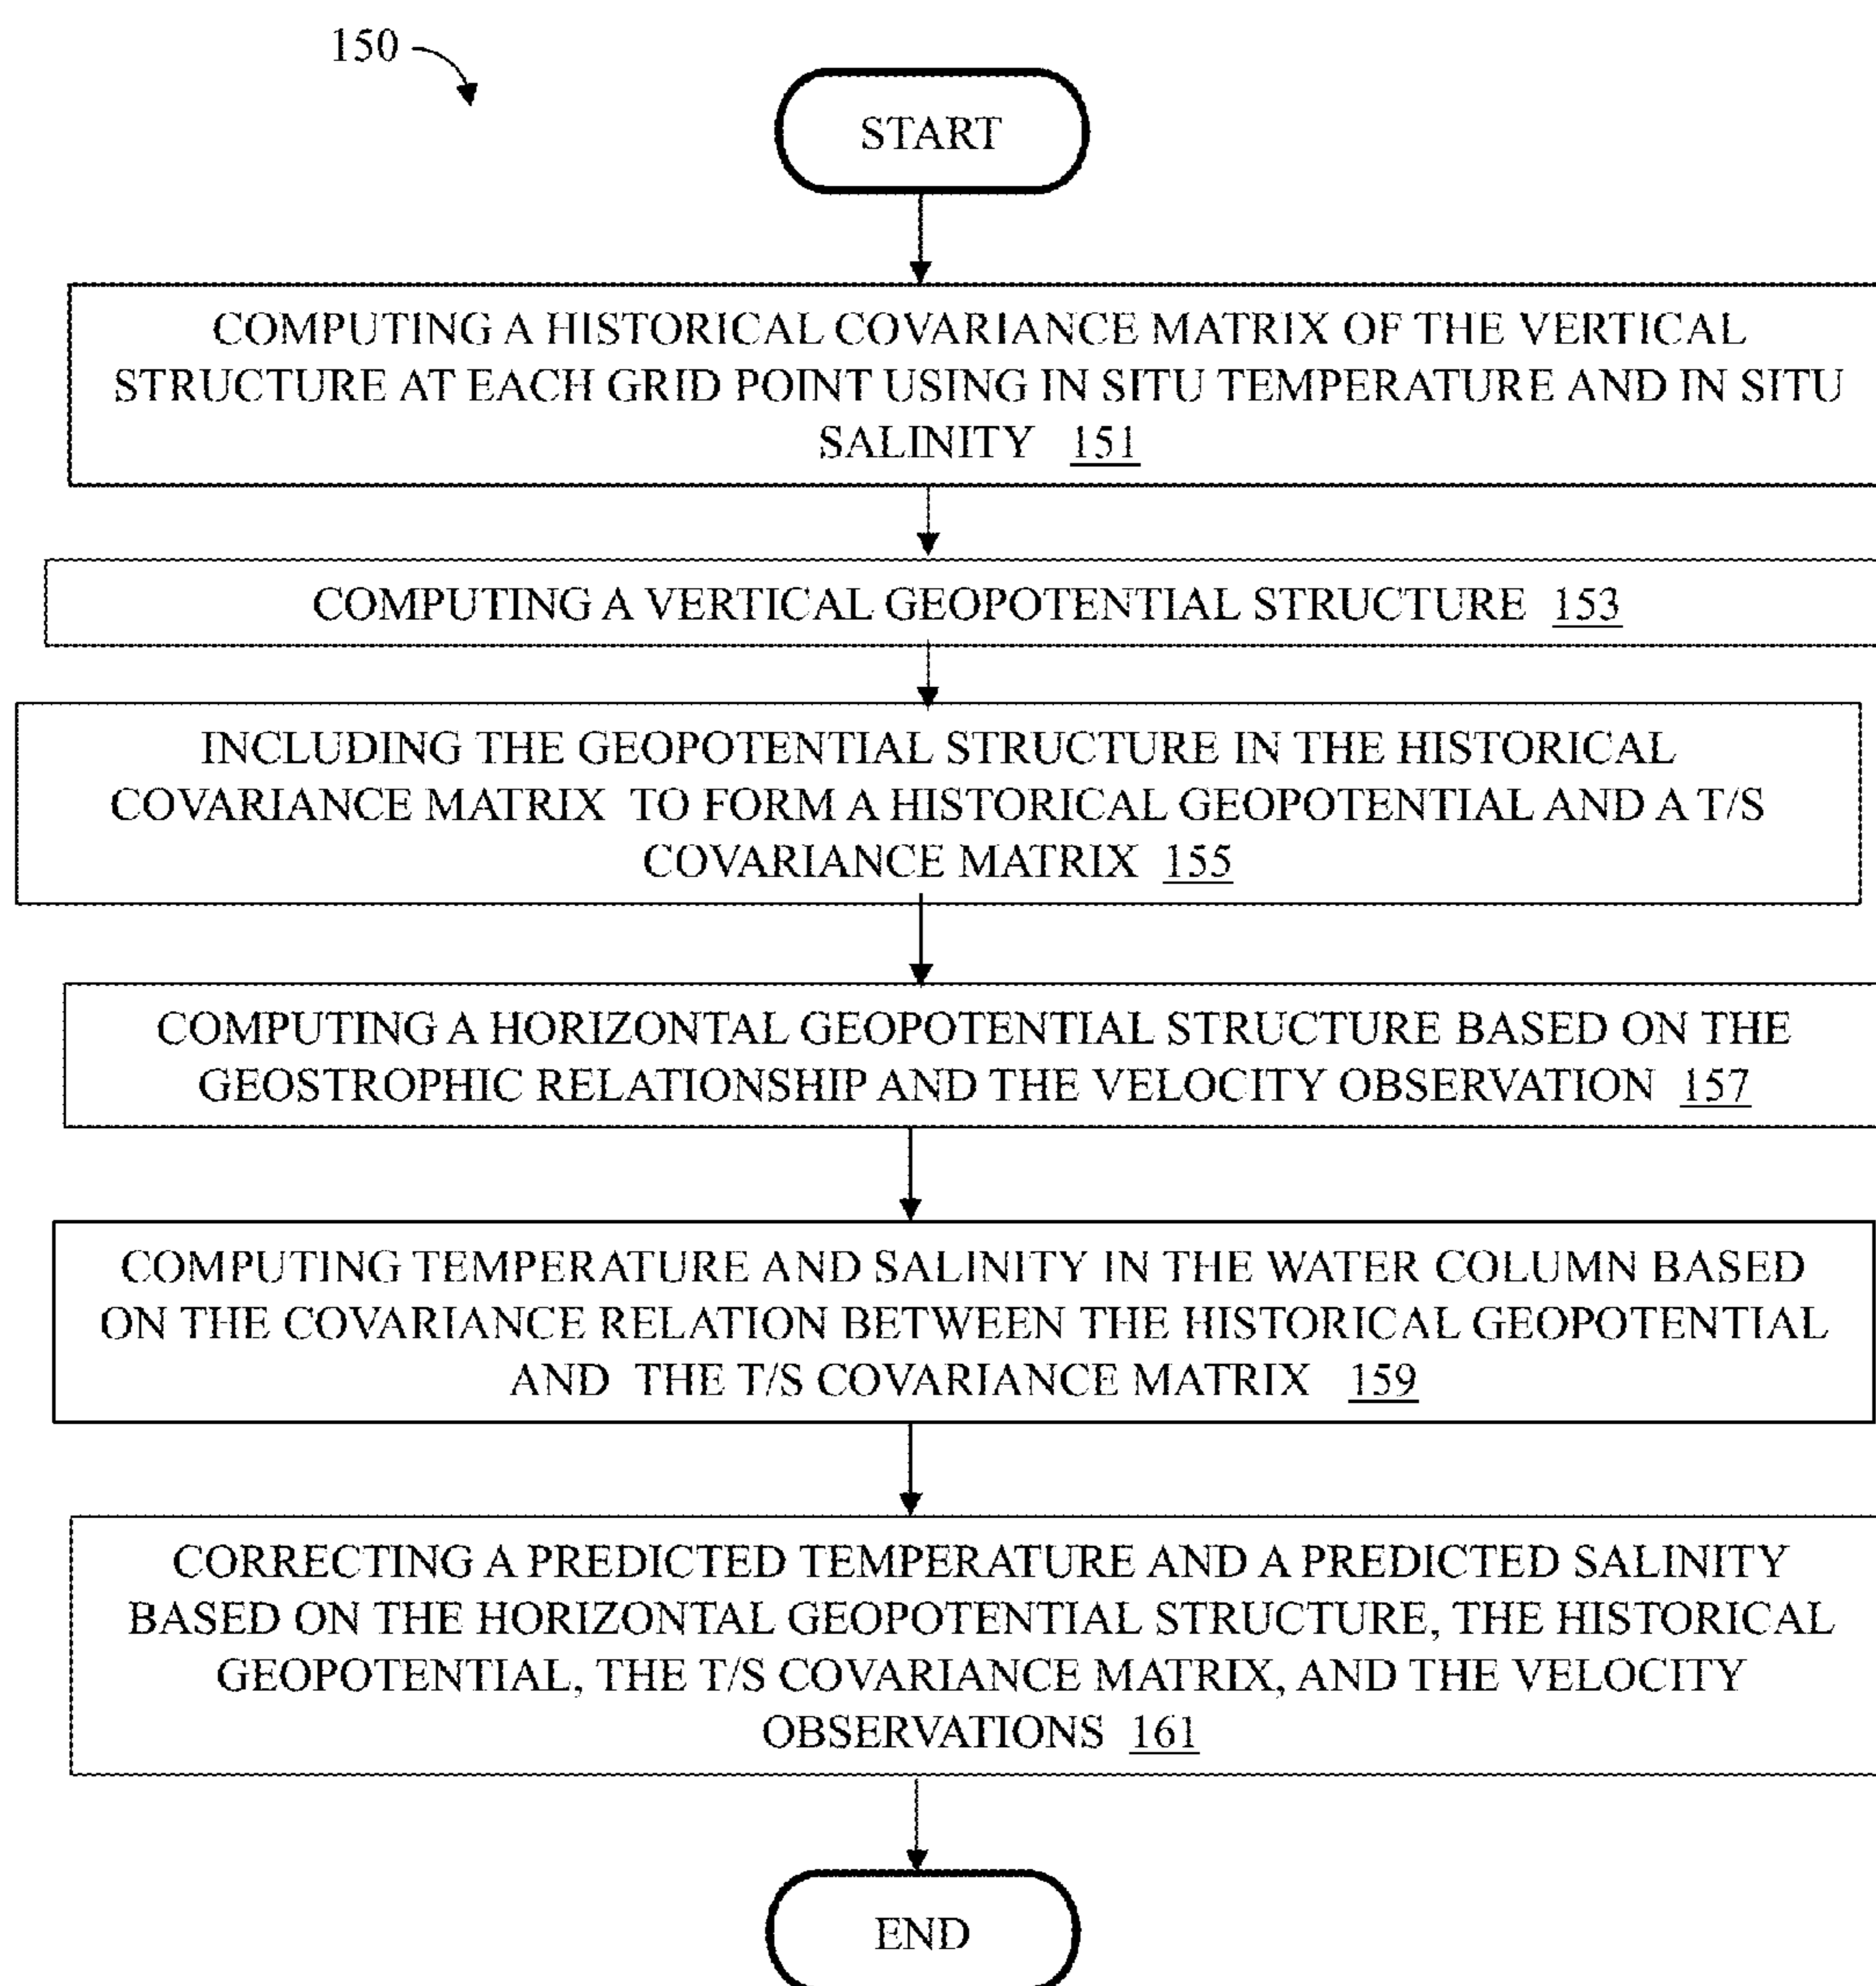 150
START
COMPUTING A HISTORICAL COVARIANCE MATRIX OF THE VERTICAL
STRUCTURE AT EACH GRID POINT USING IN SITU TEMPERATURE AND IN SITU
SALINITY 151
COMPUTING A VERTICAL GEOPOTENTIAL STRUCTURE 153
INCLUDING THE GEOPOTENTIAL STRUCTURE IN THE HISTORICAL
COVARIANCE MATRIX TO FORM A HISTORICAL GEOPOTENTIAL AND A T/S
COVARIANCE MATRIX 155
COMPUTING A HORIZONTAL GEOPOTENTIAL STRUCTURE BASED ON THE
GEOSTROPHIC RELATIONSHIP AND THE VELOCITY OBSERVATION 157
COMPUTING TEMPERATURE AND SALINITY IN THE WATER COLUMN BASED
ON THE COVARIANCE RELATION BETWEEN THE HISTORICAL GEOPOTENTIAL
AND THE T/S COVARIANCE MATRIX 159
CORRECTING A PREDICTED TEMPERATURE AND A PREDICTED SALINITY
BASED ON THE HORIZONTAL GEOPOTENTIAL STRUCTURE, THE HISTORICAL
GEOPOTENTIAL, THE T/S COVARIANCE MATRIX, AND THE VELOCITY
OBSERVATIONS 161
END